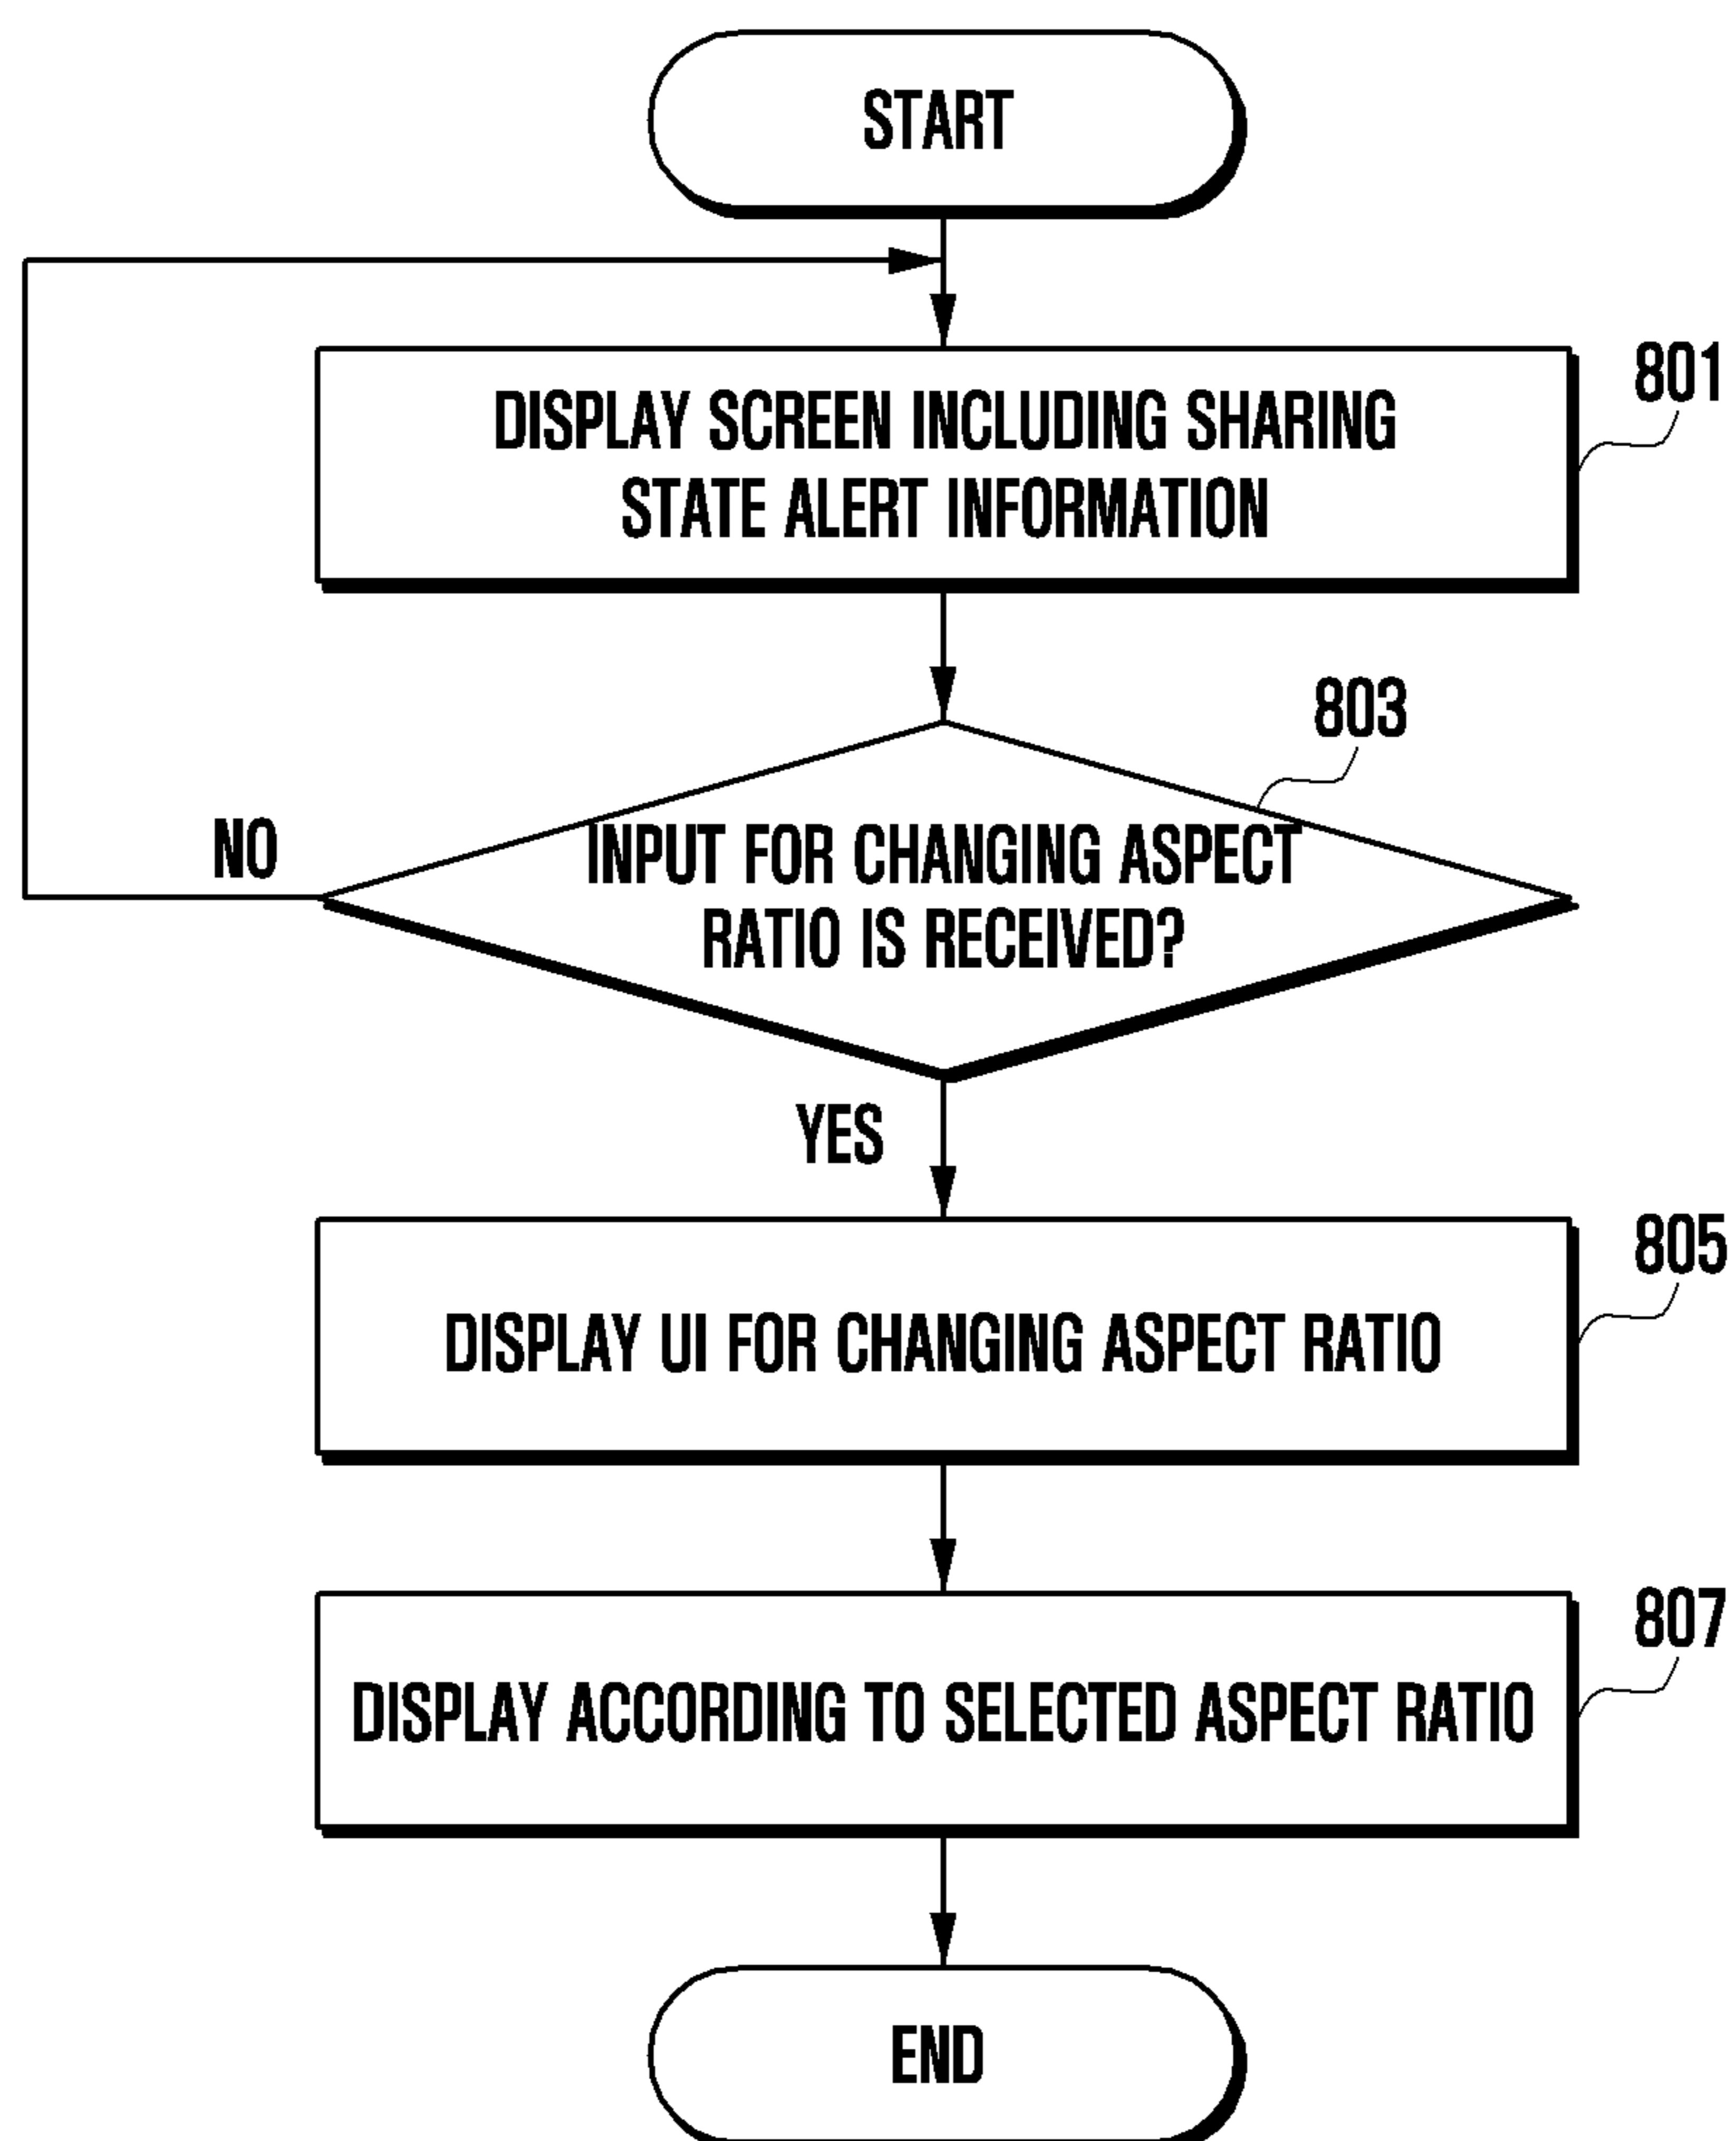 START
801
DISPLAY SCREEN INCLUDING SHARING
STATE ALERT INFORMATION
803
NO
INPUT FOR CHANGING ASPECT
RATIO IS RECEIVED?
YES
805
DISPLAY UI FOR CHANGING ASPECT RATIO
807
DISPLAY ACCORDING TO SELECTED ASPECT RATIO
END